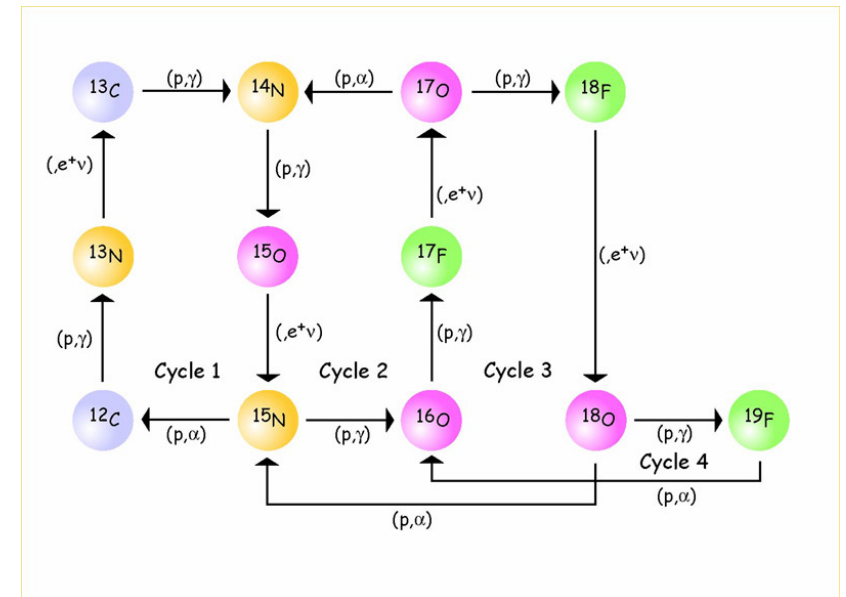 ¹³C (p,γ) ¹⁴N (p,α) ¹⁷O (p,γ) ¹⁸F
(,e⁺ν) (p,γ) (,e⁺ν)
¹³N ¹⁵O ¹⁷F (,e⁺ν)
(p,γ) (,e⁺ν) (p,γ)
Cycle 1 Cycle 2 Cycle 3
¹²C (p,α) ¹⁵N (p,γ) ¹⁶O ¹⁸O (p,γ) ¹⁹F
Cycle 4
(p,α)
(p,α)